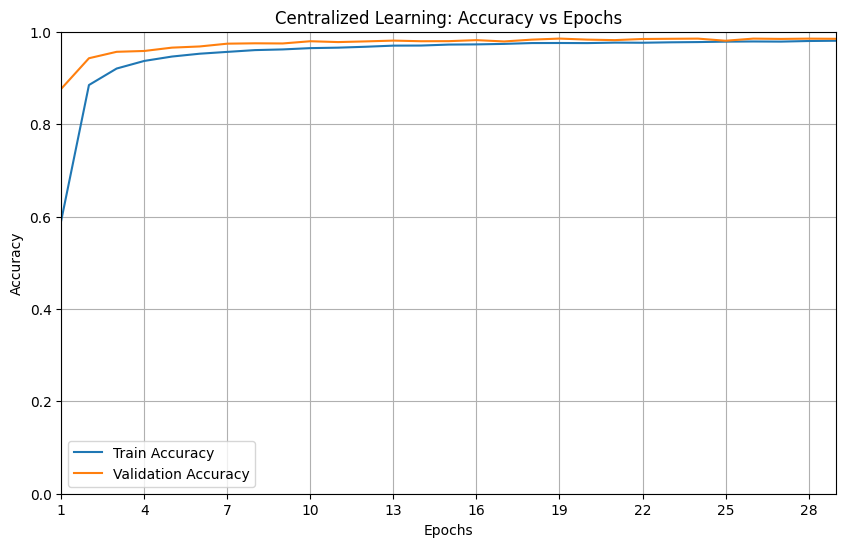 Centralized Learning: Accuracy vs Epochs
1.0
0.8
0.6
0.4
0.2
0.0
Accuracy
Train Accuracy
Validation Accuracy
1 4 7 10 13 16 19 22 25 28
Epochs